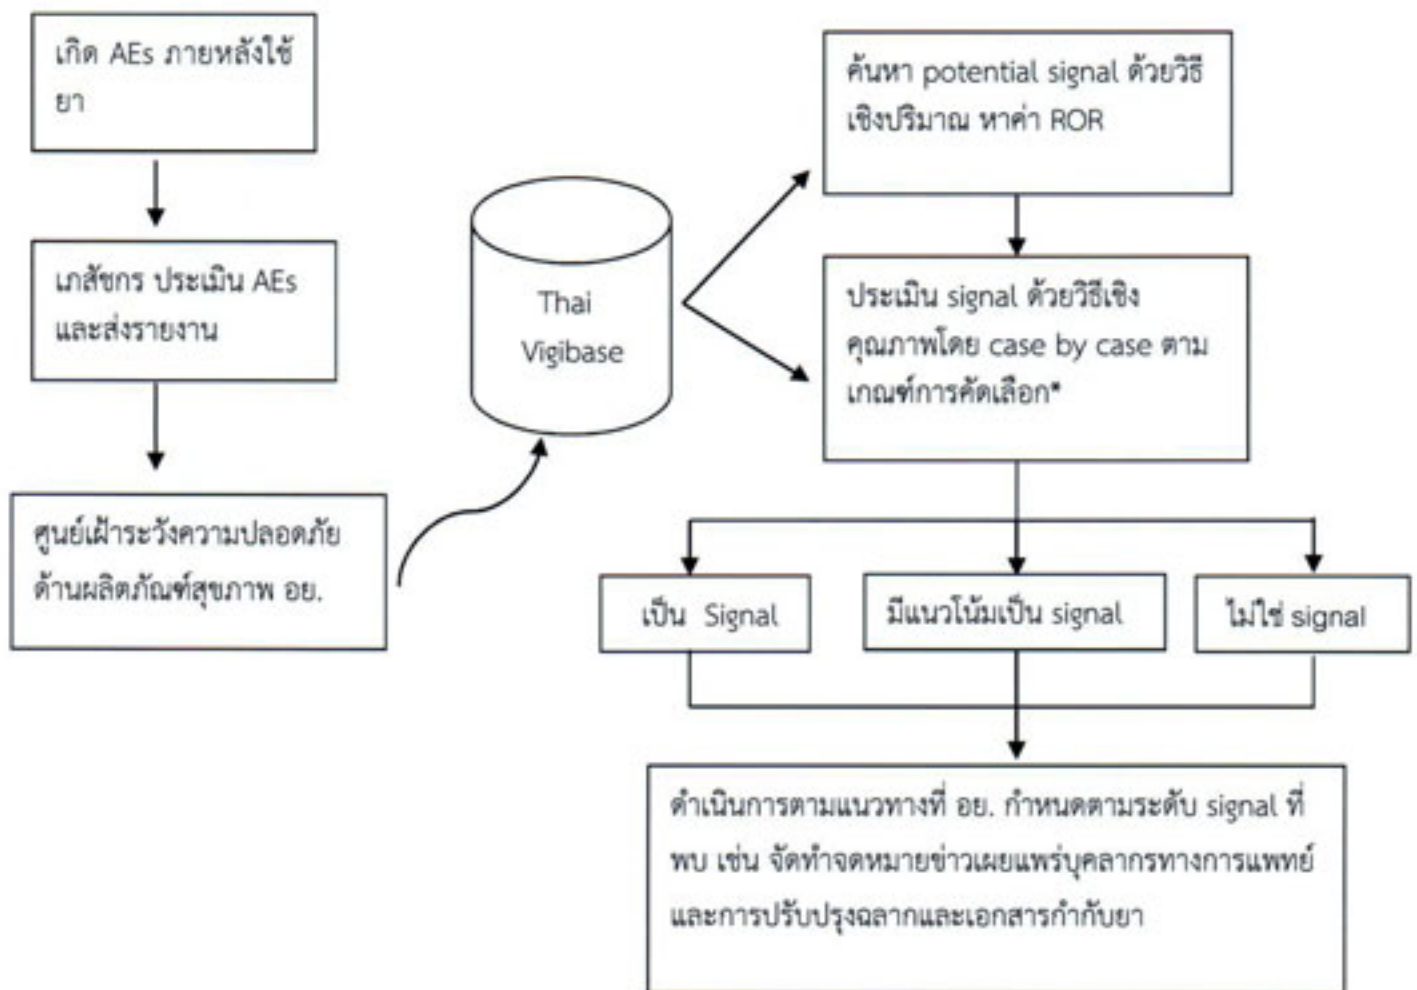 เกิด AEs ภายหลังใช้
ยา
เภสัชกร ประเมิน AEs
และส่งรายงาน
ศูนย์เฝ้าระวังความปลอดภัย
ด้านผลิตภัณฑ์สุขภาพ อย.
Thai
Vigibase
ค้นหา potential signal ด้วยวิธี
เชิงปริมาณ หาค่า ROR
ประเมิน signal ด้วยวิธีเชิง
คุณภาพโดย case by case ตาม
เกณฑ์การคัดเลือก*
เป็น Signal
มีแนวโน้มเป็น signal
ไม่ใช่ signal
ดำเนินการตามแนวทางที่ อย. กำหนดตามระดับ signal ที่
พบ เช่น จัดทำจดหมายข่าวเผยแพร่บุคลากรทางการแพทย์
และการปรับปรุงฉลากและเอกสารกำกับยา